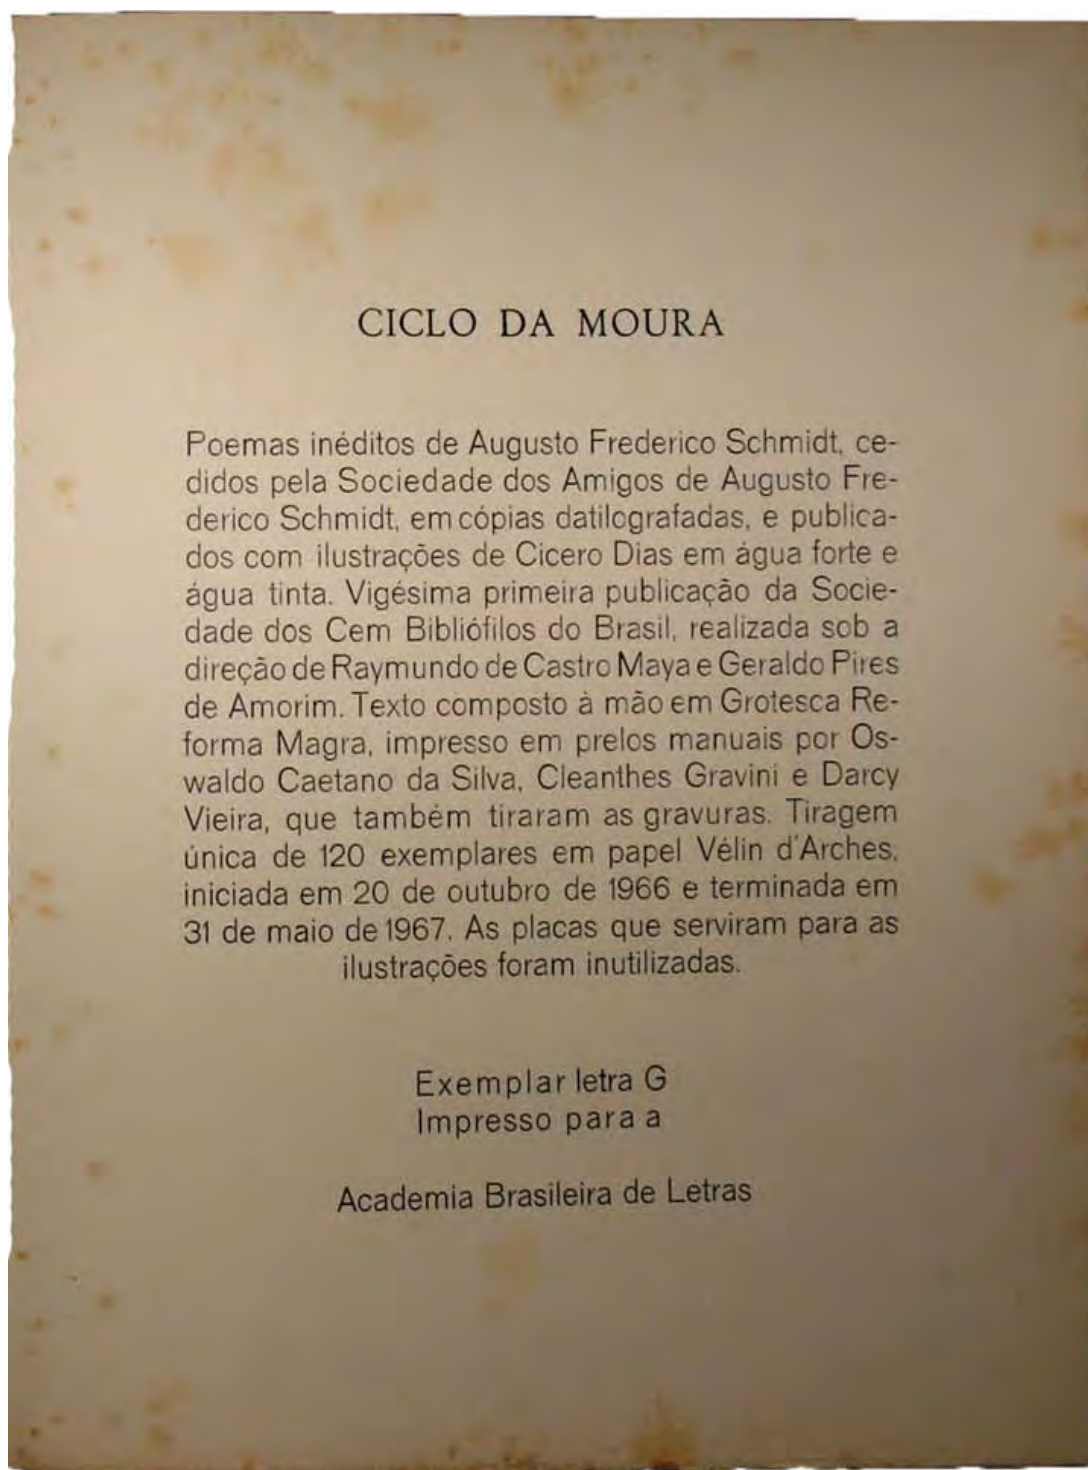 CICLO DA MOURA
Poemas inéditos de Augusto Frederico Schmidt, ce-
didos pela Sociedade dos Amigos de Augusto Fre-
derico Schmidt, em cópias datilografadas, e publica-
dos com ilustrações de Cicero Dias em água forte e
água tinta. Vigésima primeira publicação da Socie-
dade dos Cem Bibliófilos do Brasil, realizada sob a
direção de Raymundo de Castro Maya e Geraldo Pires
de Amorim. Texto composto à mão em Grotesca Re-
forma Magra, impresso em prelos manuais por Os-
waldo Caetano da Silva, Cleanthes Gravini e Darcy
Vieira, que também tiraram as gravuras. Tiragem
única de 120 exemplares em papel Vélin d'Arches,
iniciada em 20 de outubro de 1966 e terminada em
31 de maio de 1967. As placas que serviram para as
ilustrações foram inutilizadas.
Exemplar letra G
Impresso para a
Academia Brasileira de Letras